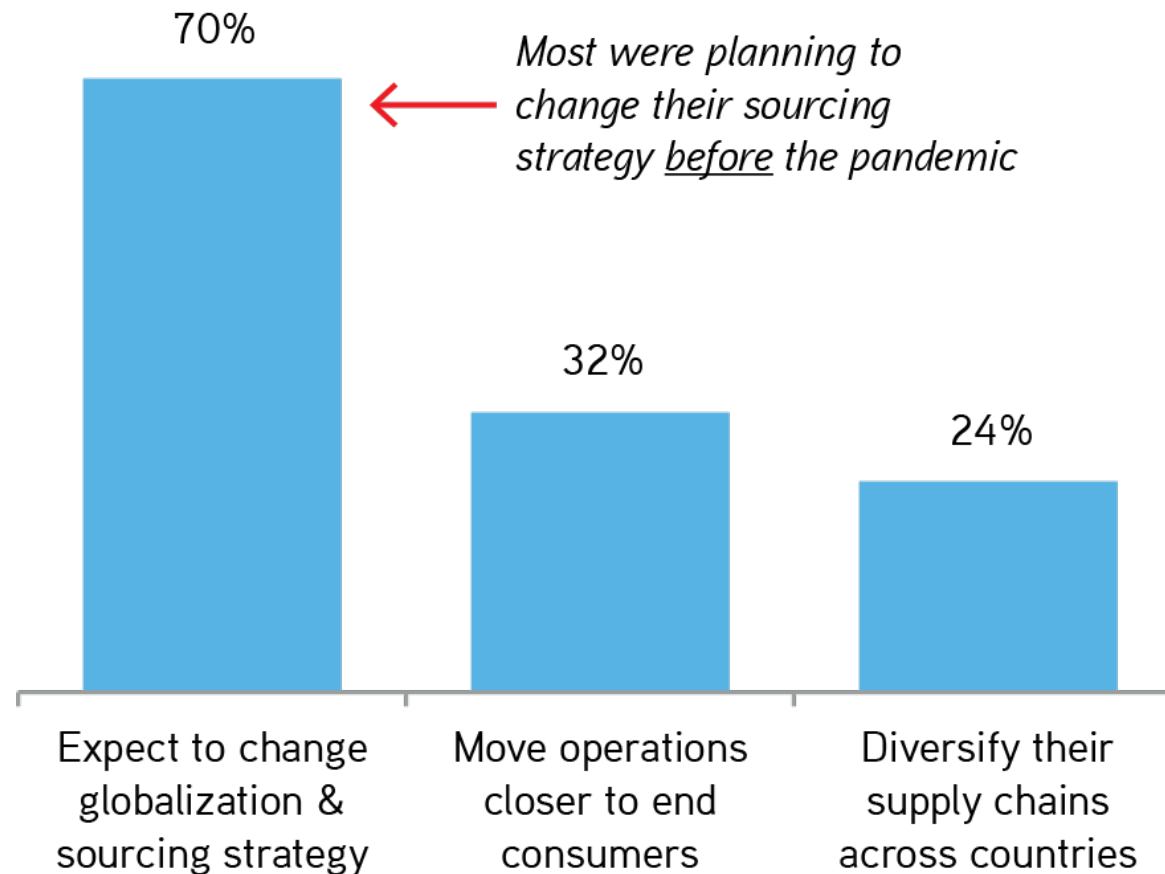 70%
Most were planning to
change their sourcing
strategy before the pandemic
32%
24%
Expect to change
globalization &
sourcing strategy
Move operations
closer to end
consumers
Diversify their
supply chains
across countries